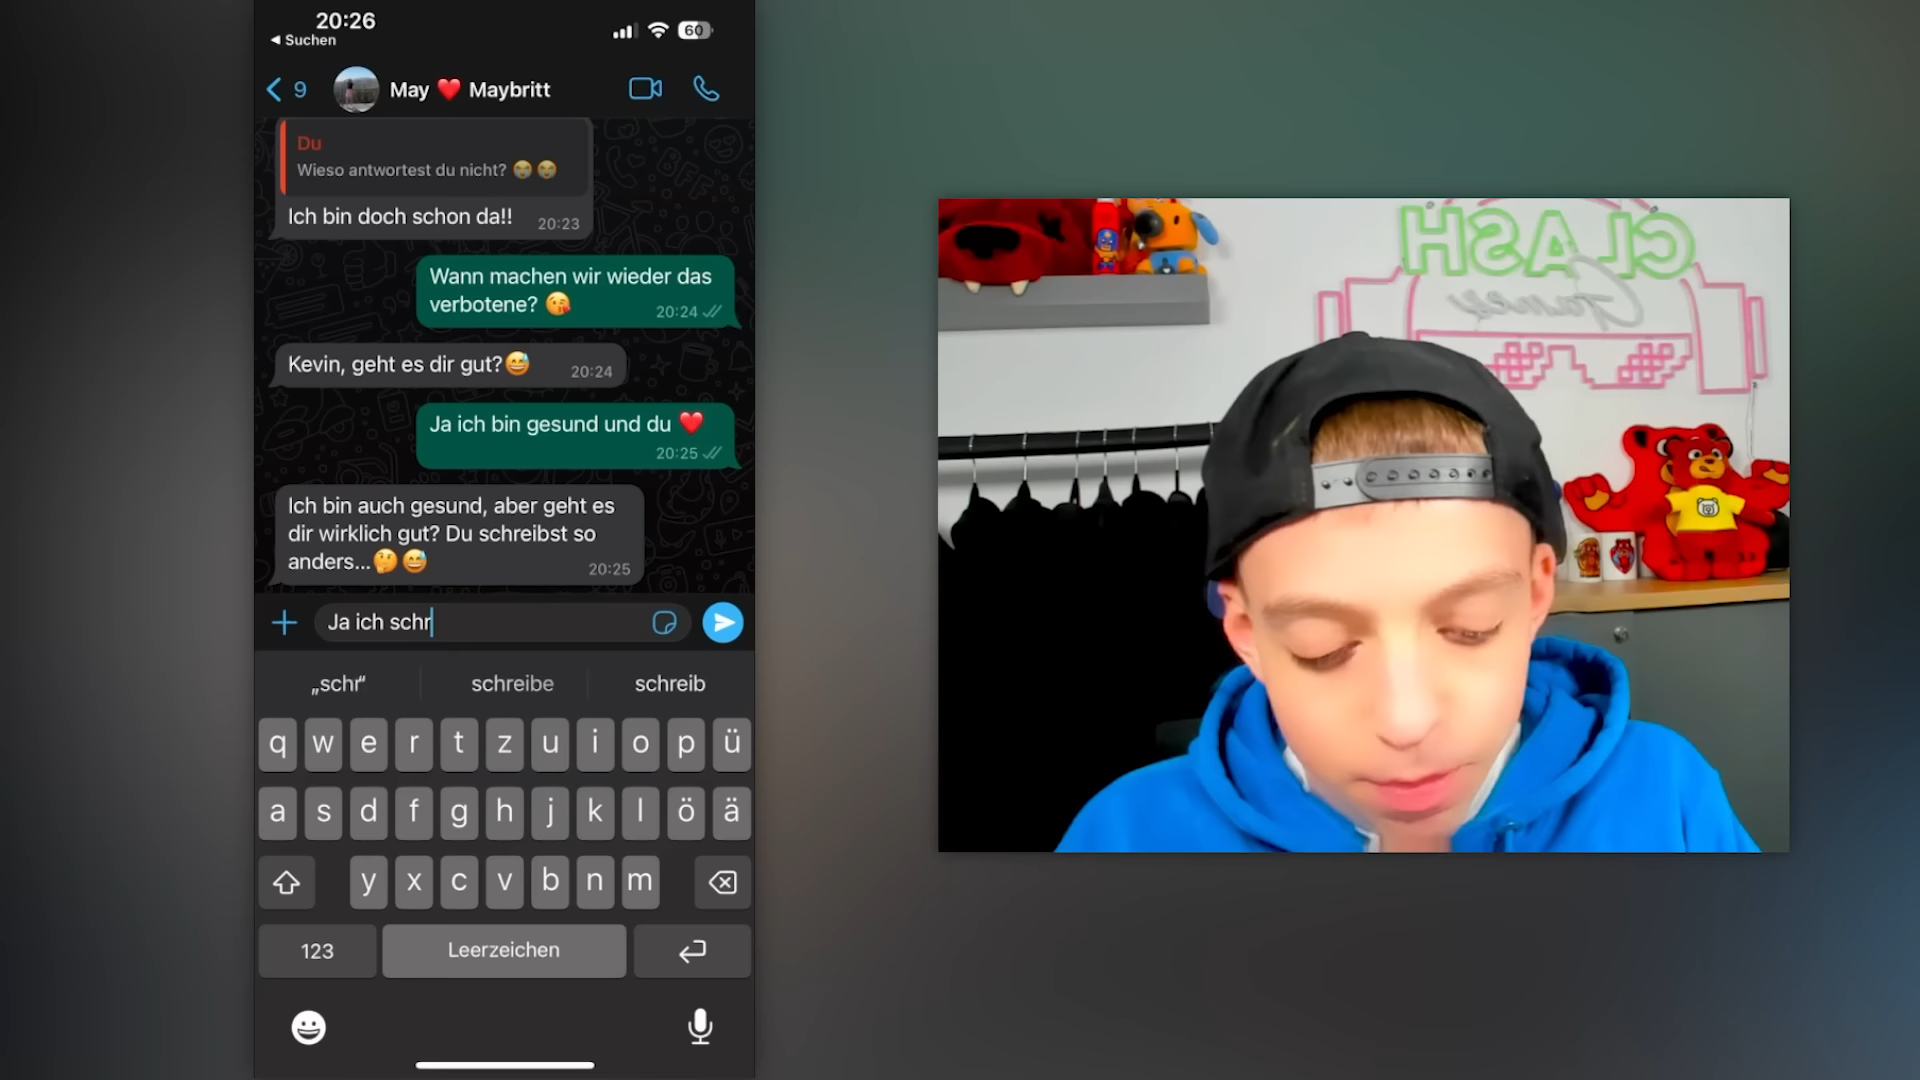 20:26
Suchen
60
9
May ❤️ Maybritt
Du
Wieso antwortest du nicht? 😭😭
Ich bin doch schon da!!
20:23
Wann machen wir wieder das
verbotene? 😘
20:24
Kevin, geht es dir gut?😅
20:24
Ja ich bin gesund und du ❤️
20:25
Ich bin auch gesund, aber geht es
dir wirklich gut? Du schreibst so
anders...🤔😅
20:25
Ja ich schr
„schr“ schreibe schreib
q w e r t z u i o p ü
a s d f g h j k l ö ä
y x c v b n m
123 Leerzeichen
CLASH
Games